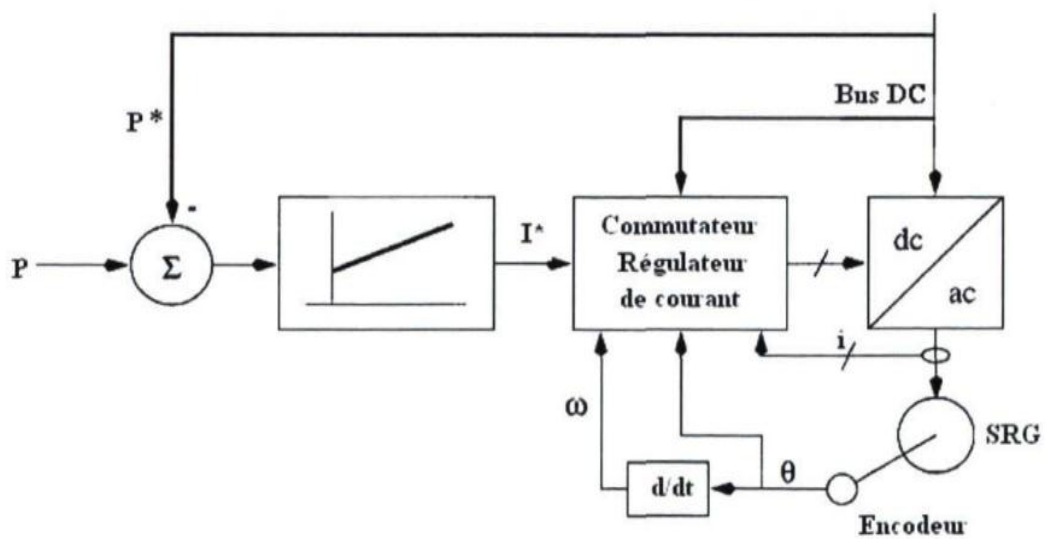 Bus DC
P*
-
Commutateur
Régulateur
de courant
I*
P
Σ
dc
ac
i
ω
SRG
θ
d/dt
Encodeur